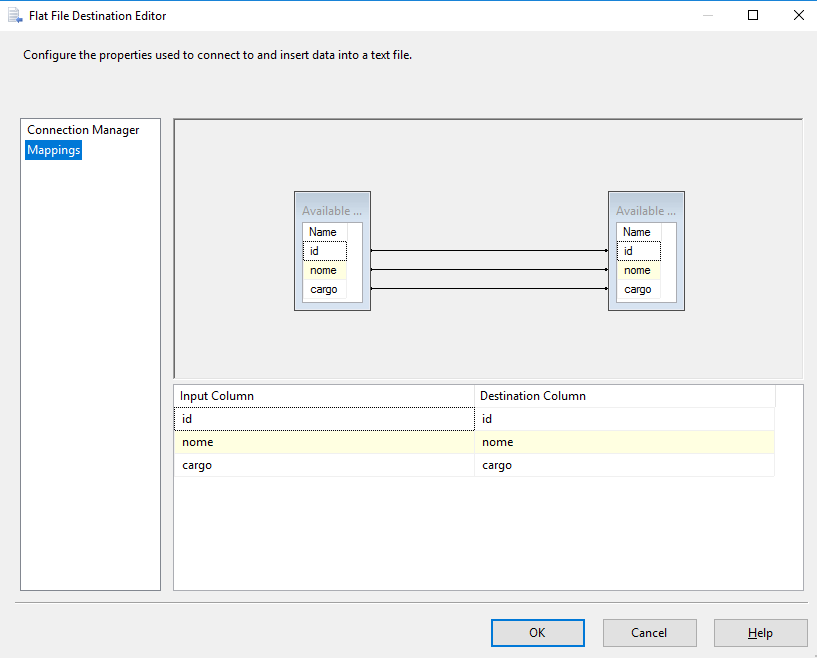 Flat File Destination Editor
Configure the properties used to connect to and insert data into a text file.
Connection Manager
Mappings
Available ...
Name
id
nome
cargo
Available ...
Name
id
nome
cargo
Input Column Destination Column
id id
nome nome
cargo cargo
OK Cancel Help